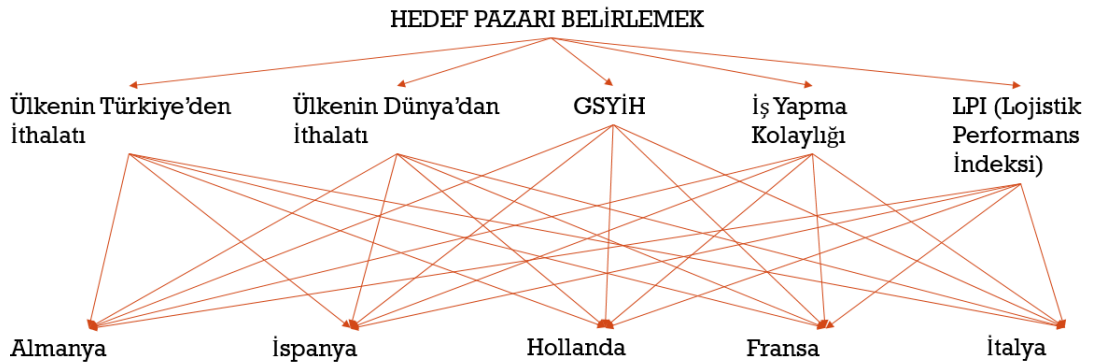 HEDEF PAZARI BELİRLEMEK
Ülkenin Türkiye’den
İthalatı
Ülkenin Dünya’dan
İthalatı
GSYİH
İş Yapma
Kolaylığı
LPI (Lojistik
Performans
İndeksi)
Almanya
İspanya
Hollanda
Fransa
İtalya